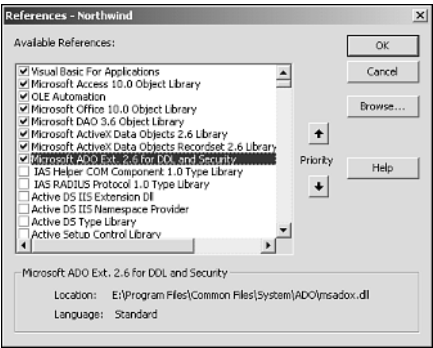 References - Northwind
Available References:
Visual Basic For Applications
Microsoft Access 10.0 Object Library
OLE Automation
Microsoft Office 10.0 Object Library
Microsoft DAO 3.6 Object Library
Microsoft ActiveX Data Objects 2.6 Library
Microsoft ActiveX Data Objects Recordset 2.6 Library
Microsoft ADO Ext. 2.6 for DDL and Security
IAS Helper COM Component 1.0 Type Library
IAS RADIUS Protocol 1.0 Type Library
Active DS IIS Extension Dll
Active DS IIS Namespace Provider
Active DS Type Library
Active Setup Control Library
OK
Cancel
Browse...
Priority
Help
Microsoft ADO Ext. 2.6 for DDL and Security
Location: E:\Program Files\Common Files\System\ADO\msadox.dll
Language: Standard